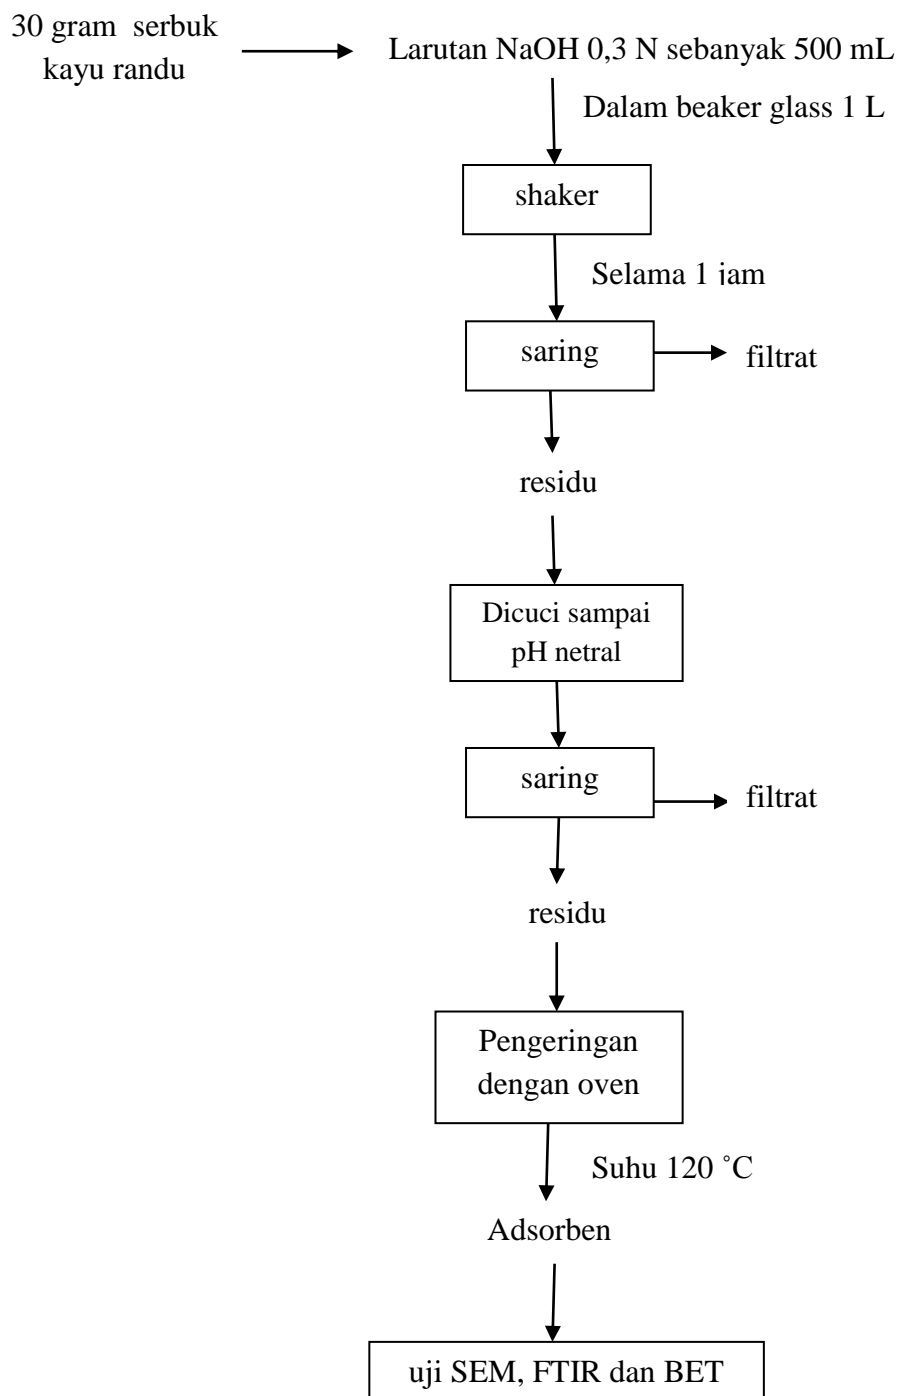 30 gram serbuk
kayu randu
Larutan NaOH 0,3 N sebanyak 500 mL
Dalam beaker glass 1 L
shaker
Selama 1 jam
saring
filtrat
residu
Dicuci sampai
pH netral
saring
filtrat
residu
Pengeringan
dengan oven
Suhu 120 ˚C
Adsorben
uji SEM, FTIR dan BET